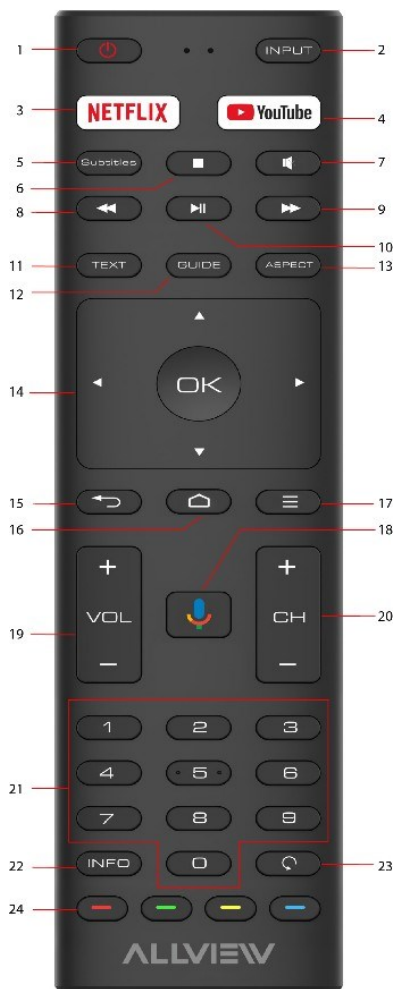 1 INPUT 2
3 NETFLIX YouTube 4
5 Subtitles 7
6
8 9
10
11 TEXT GUIDE ASPECT 13
12
14 OK
15 17
16 18
+ +
19 VOL CH 20
- -
1 2 3
21 4 5 6
7 8 9
22 INFO 0 23
24
ALLVIEW